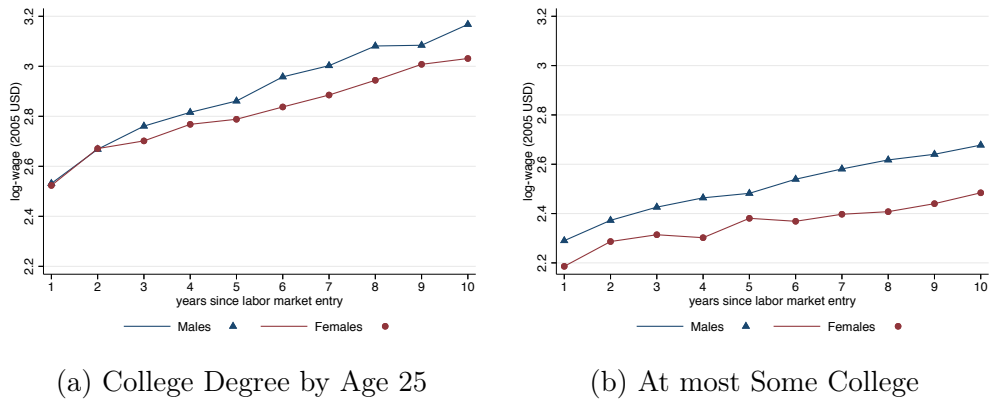 log-wage (2005 USD)
3.2
3
2.8
2.6
2.4
2.2
1 2 3 4 5 6 7 8 9 10
years since labor market entry
Males Females
(a) College Degree by Age 25
log-wage (2005 USD)
3.2
3
2.8
2.6
2.4
2.2
1 2 3 4 5 6 7 8 9 10
years since labor market entry
Males Females
(b) At most Some College